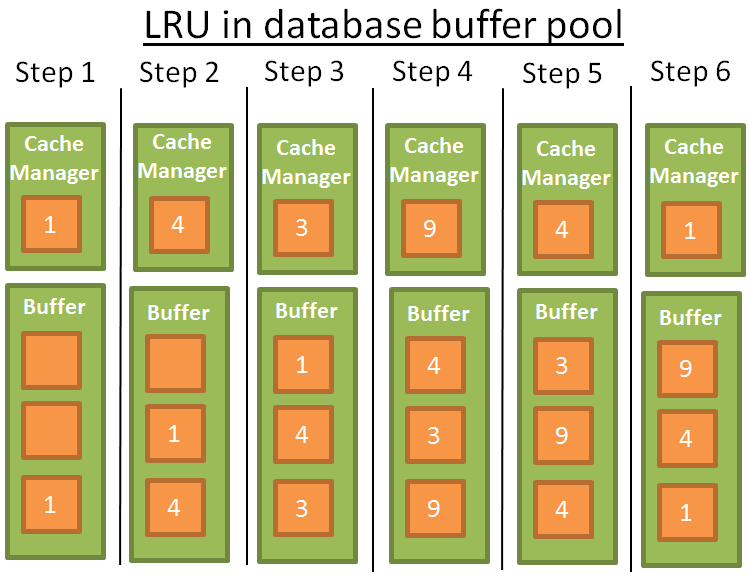 LRU in database buffer pool
Step 1
Step 2
Step 3
Step 4
Step 5
Step 6
Cache
Manager
1
Cache
Manager
4
Cache
Manager
3
Cache
Manager
9
Cache
Manager
4
Cache
Manager
1
Buffer
1
Buffer
1
4
Buffer
1
4
3
Buffer
4
3
9
Buffer
3
9
4
Buffer
9
4
1